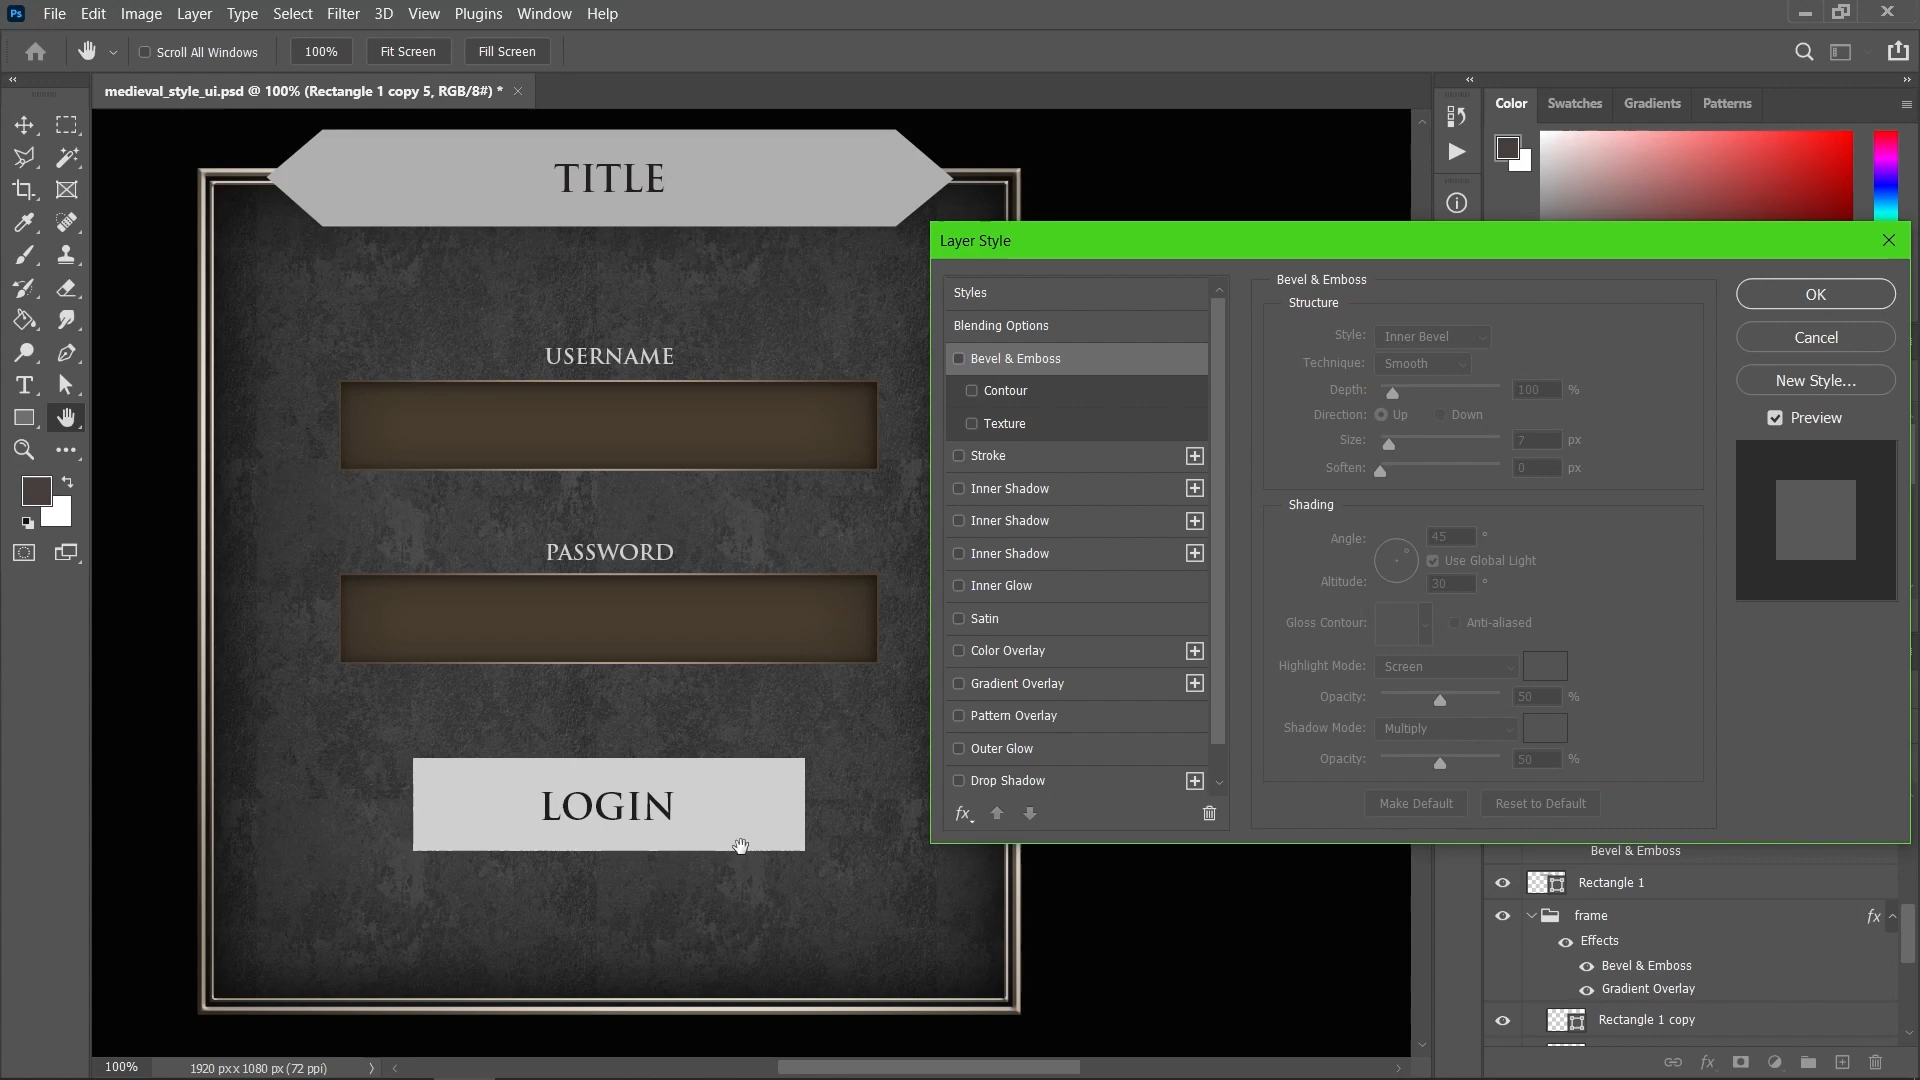 Ps File Edit Image Layer Type Select Filter 3D View Plugins Window Help
Scroll All Windows 100% Fit Screen Fill Screen
medieval_style_ui.psd @ 100% (Rectangle 1 copy 5, RGB/8#) *
Color Swatches Gradients Patterns
TITLE
USERNAME
PASSWORD
LOGIN
Layer Style
Styles
Blending Options
Bevel & Emboss
Contour
Texture
Stroke
Inner Shadow
Inner Shadow
Inner Shadow
Inner Glow
Satin
Color Overlay
Gradient Overlay
Pattern Overlay
Outer Glow
Drop Shadow
fx
Bevel & Emboss
Structure
Style: Inner Bevel
Technique: Smooth
Depth: 100 %
Direction: Up Down
Size: 7 px
Soften: 0 px
Shading
Angle: 45 °
Use Global Light
Altitude: 30 °
Gloss Contour: Anti-aliased
Highlight Mode: Screen
Opacity: 50 %
Shadow Mode: Multiply
Opacity: 50 %
Make Default Reset to Default
OK
Cancel
New Style...
Preview
Bevel & Emboss
Rectangle 1
frame fx
Effects
Bevel & Emboss
Gradient Overlay
Rectangle 1 copy
fx
100% 1920 px x 1080 px (72 ppi)